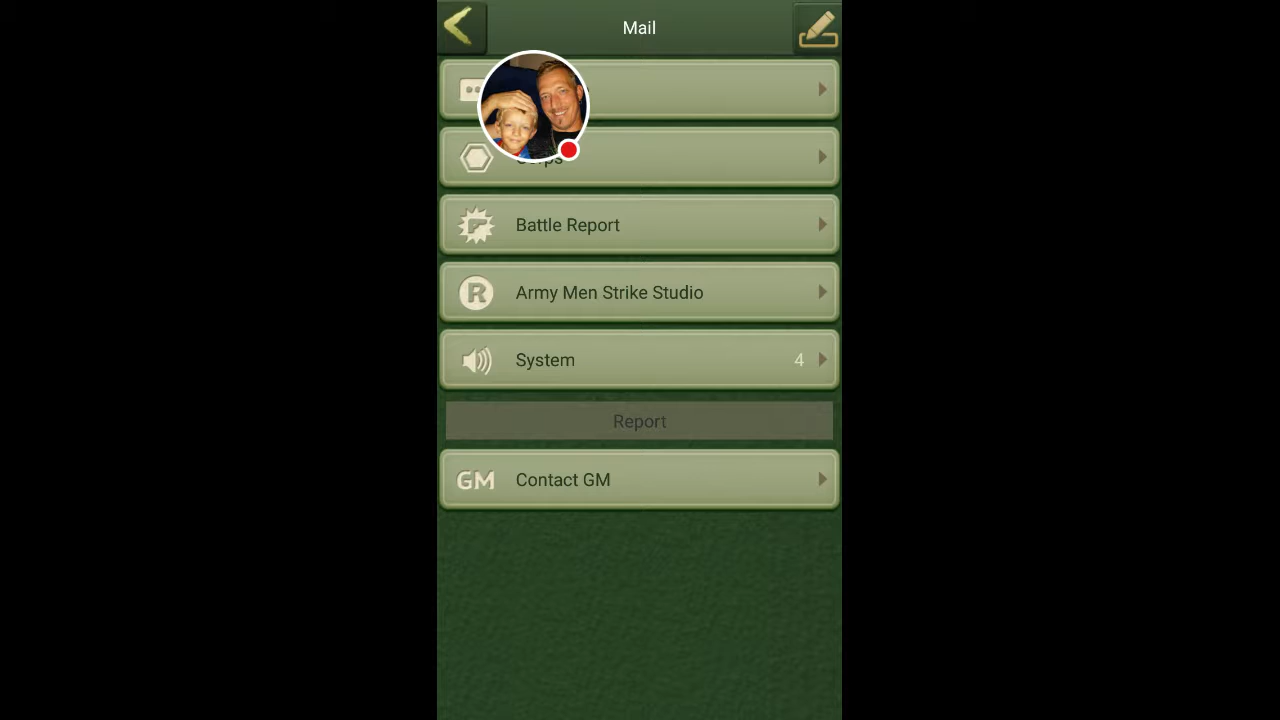 Mail
Battle Report
R
Army Men Strike Studio
System
4
Report
GM
Contact GM